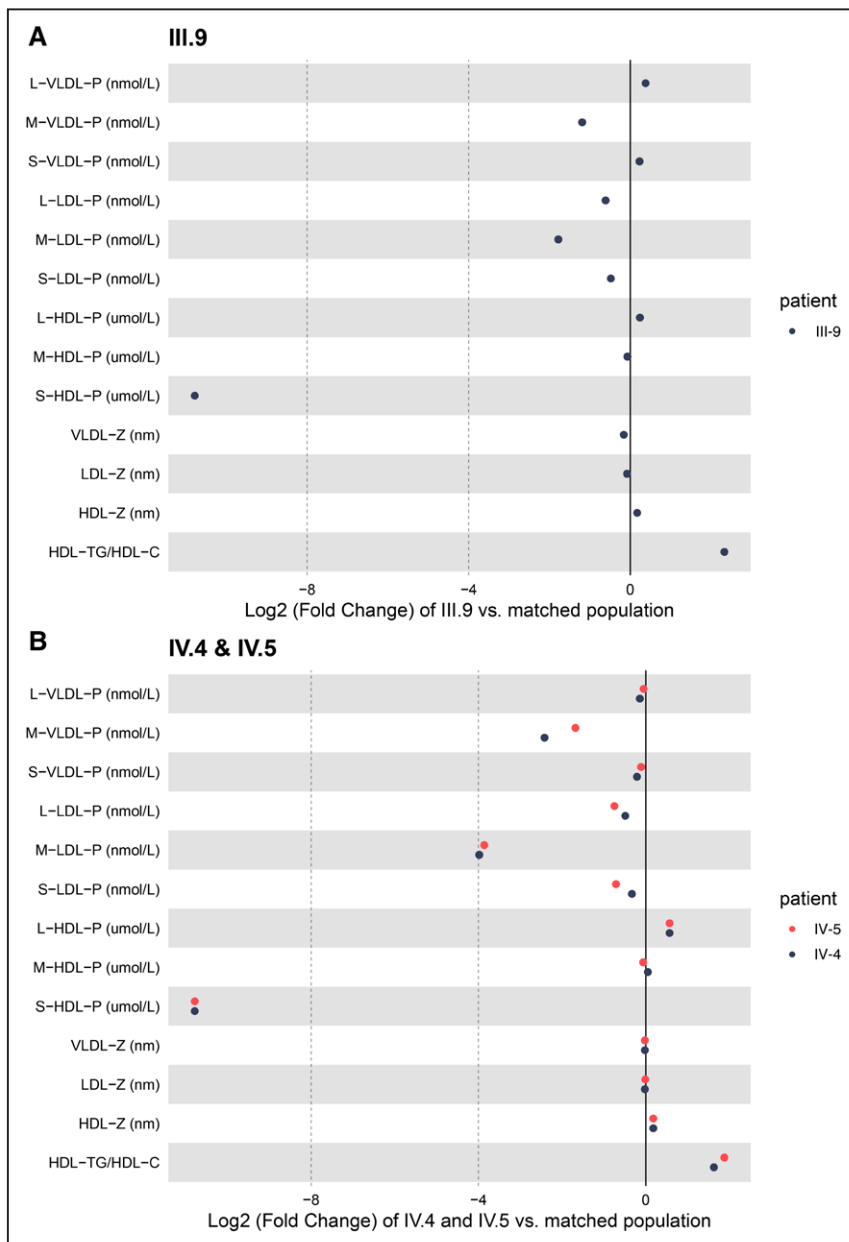 A III.9
L−VLDL−P (nmol/L)
M−VLDL−P (nmol/L)
S−VLDL−P (nmol/L)
L−LDL−P (nmol/L)
M−LDL−P (nmol/L)
S−LDL−P (nmol/L)
L−HDL−P (umol/L)
M−HDL−P (umol/L)
S−HDL−P (umol/L)
VLDL−Z (nm)
LDL−Z (nm)
HDL−Z (nm)
HDL−TG/HDL−C
patient
III-9
−8 −4 0
Log2 (Fold Change) of III.9 vs. matched population
B IV.4 & IV.5
L−VLDL−P (nmol/L)
M−VLDL−P (nmol/L)
S−VLDL−P (nmol/L)
L−LDL−P (nmol/L)
M−LDL−P (nmol/L)
S−LDL−P (nmol/L)
L−HDL−P (umol/L)
M−HDL−P (umol/L)
S−HDL−P (umol/L)
VLDL−Z (nm)
LDL−Z (nm)
HDL−Z (nm)
HDL−TG/HDL−C
patient
IV-5
IV-4
−8 −4 0
Log2 (Fold Change) of IV.4 and IV.5 vs. matched population